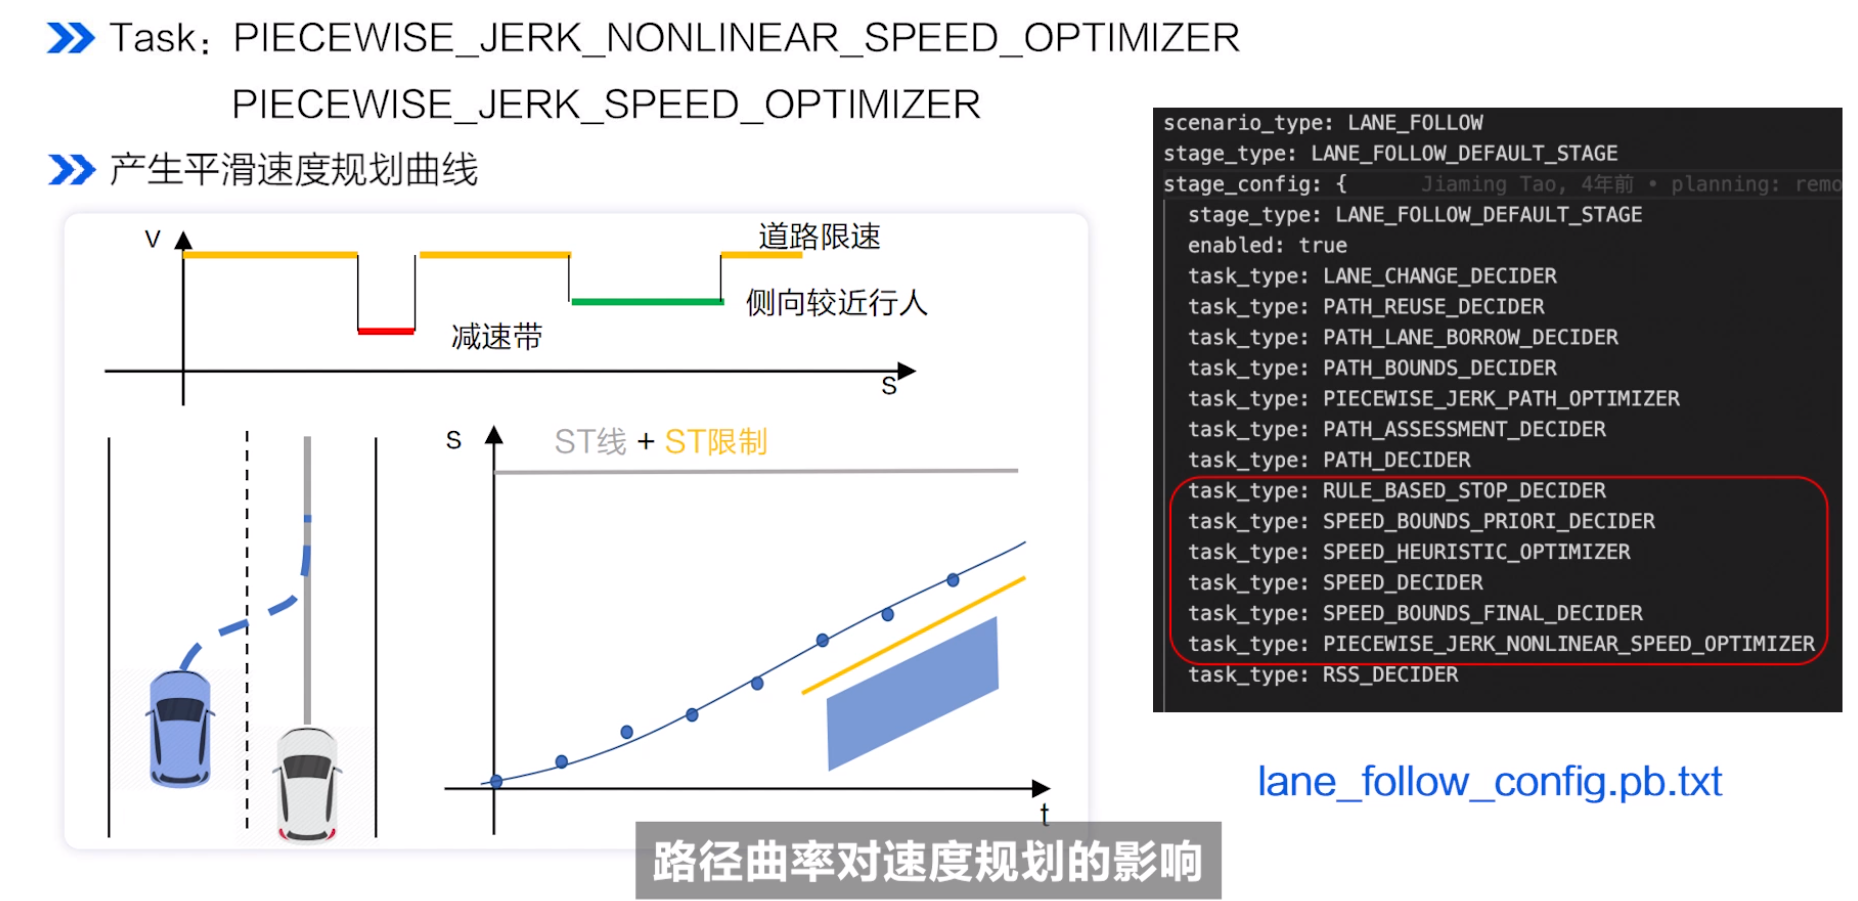 Task：PIECEWISE_JERK_NONLINEAR_SPEED_OPTIMIZER
PIECEWISE_JERK_SPEED_OPTIMIZER
产生平滑速度规划曲线
V
道路限速
侧向较近行人
减速带
S
S
ST线 + ST限制
t
scenario_type: LANE_FOLLOW
stage_type: LANE_FOLLOW_DEFAULT_STAGE
stage_config: { Jiaming Tao, 4年前 • planning: remo
stage_type: LANE_FOLLOW_DEFAULT_STAGE
enabled: true
task_type: LANE_CHANGE_DECIDER
task_type: PATH_REUSE_DECIDER
task_type: PATH_LANE_BORROW_DECIDER
task_type: PATH_BOUNDS_DECIDER
task_type: PIECEWISE_JERK_PATH_OPTIMIZER
task_type: PATH_ASSESSMENT_DECIDER
task_type: PATH_DECIDER
task_type: RULE_BASED_STOP_DECIDER
task_type: SPEED_BOUNDS_PRIORI_DECIDER
task_type: SPEED_HEURISTIC_OPTIMIZER
task_type: SPEED_DECIDER
task_type: SPEED_BOUNDS_FINAL_DECIDER
task_type: PIECEWISE_JERK_NONLINEAR_SPEED_OPTIMIZER
task_type: RSS_DECIDER
lane_follow_config.pb.txt
路径曲率对速度规划的影响